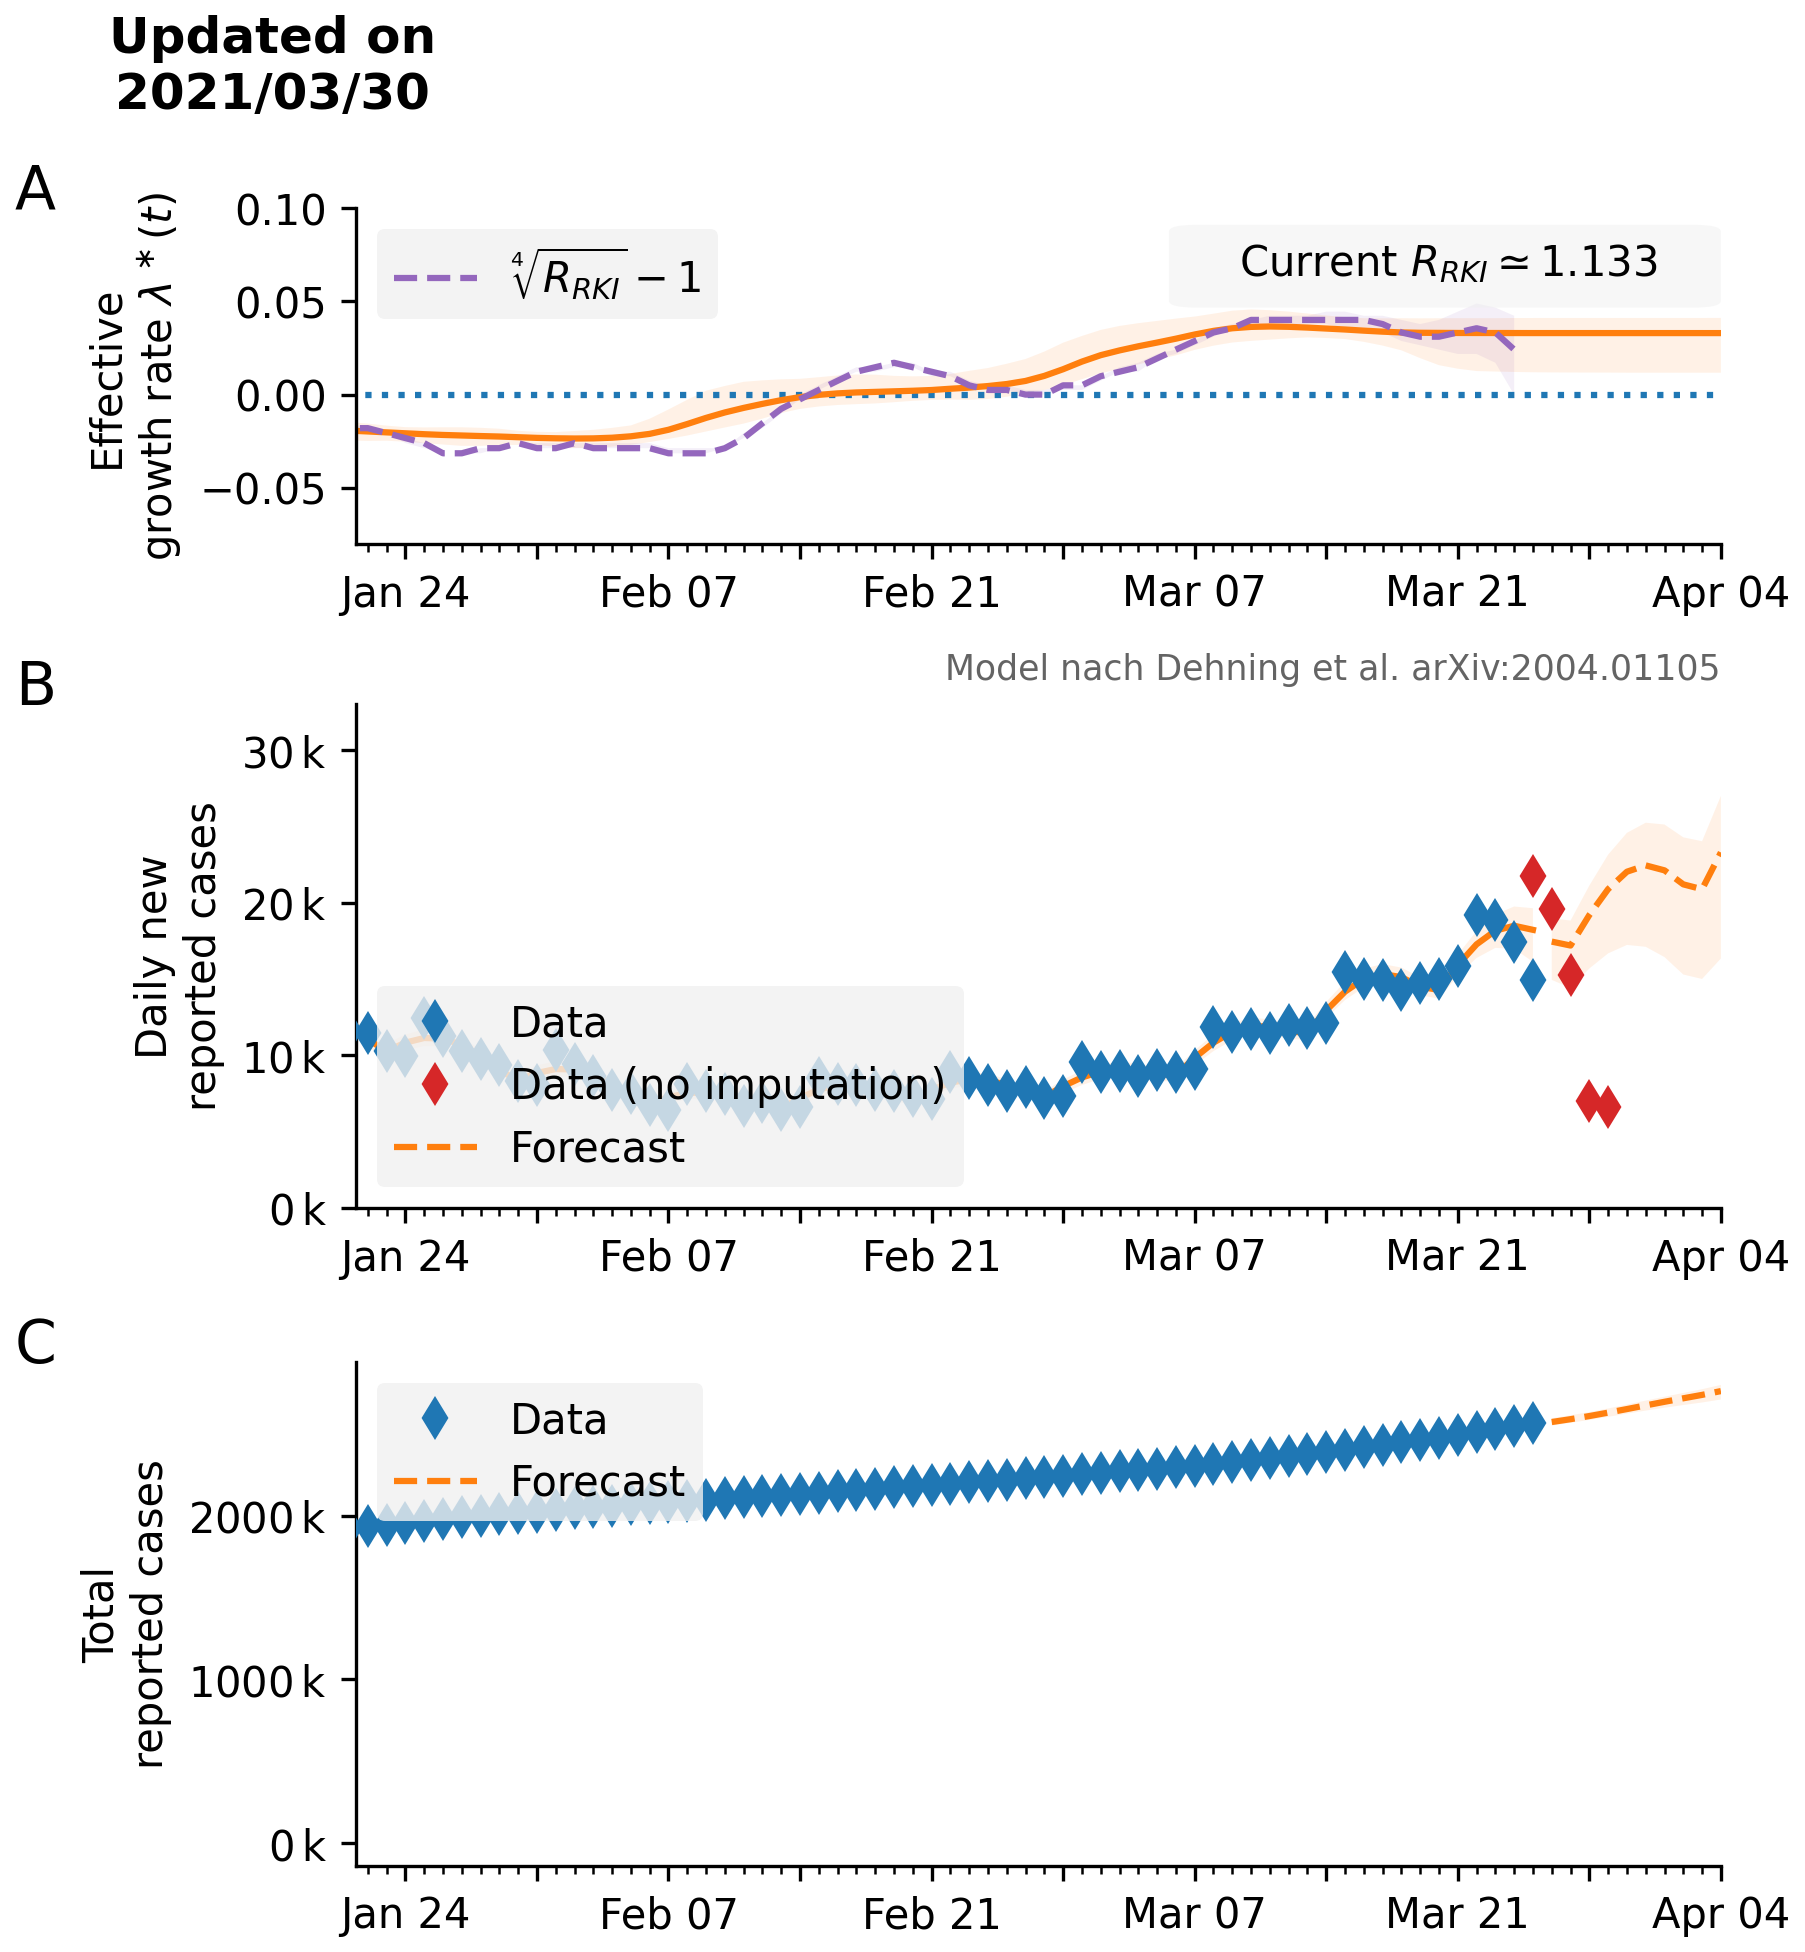 Updated on
2021/03/30
A
Effective
growth rate λ * (t)
0.10
0.05
0.00
−0.05
∜R_RKI − 1
Current R_RKI ≃ 1.133
Jan 24 Feb 07 Feb 21 Mar 07 Mar 21 Apr 04
Model nach Dehning et al. arXiv:2004.01105
B
Daily new
reported cases
30 k
20 k
10 k
0 k
Data
Data (no imputation)
Forecast
Jan 24 Feb 07 Feb 21 Mar 07 Mar 21 Apr 04
C
Total
reported cases
2000 k
1000 k
0 k
Data
Forecast
Jan 24 Feb 07 Feb 21 Mar 07 Mar 21 Apr 04